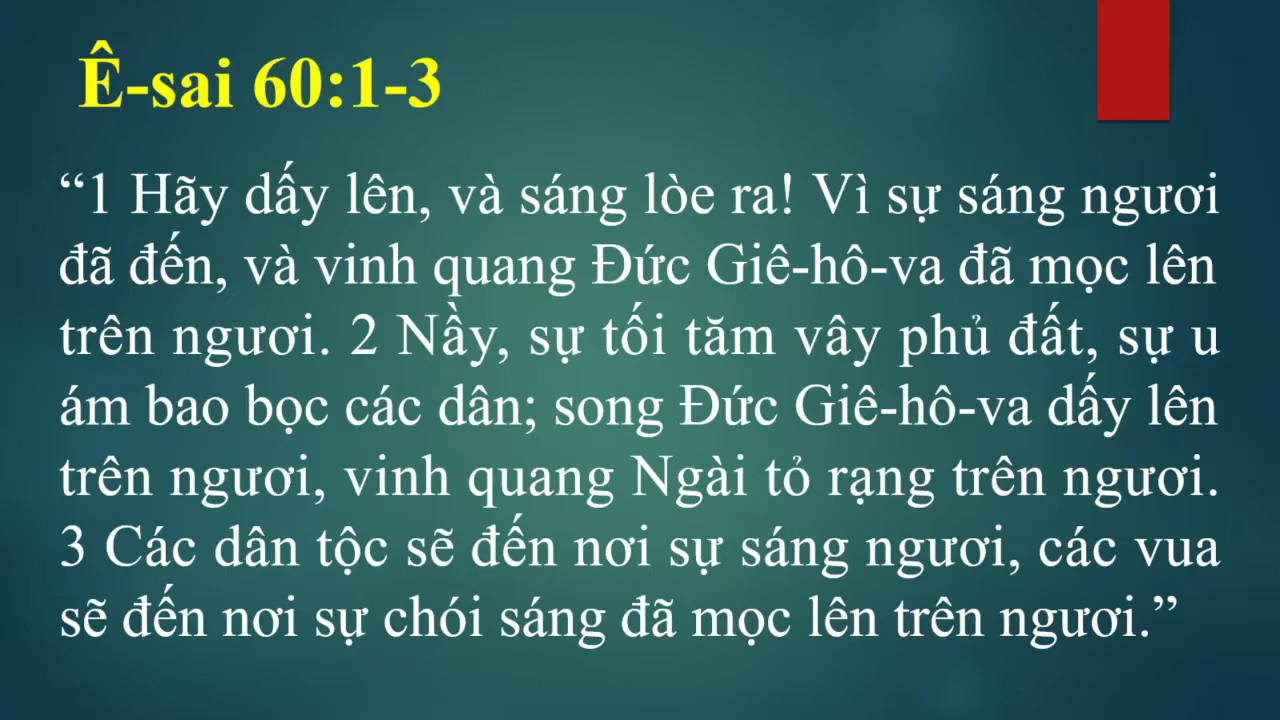 Ê-sai 60:1-3
“1 Hãy dấy lên, và sáng lòe ra! Vì sự sáng ngươi
đã đến, và vinh quang Đức Giê-hô-va đã mọc lên
trên ngươi. 2 Nầy, sự tối tăm vây phủ đất, sự u
ám bao bọc các dân; song Đức Giê-hô-va dấy lên
trên ngươi, vinh quang Ngài tỏ rạng trên ngươi.
3 Các dân tộc sẽ đến nơi sự sáng ngươi, các vua
sẽ đến nơi sự chói sáng đã mọc lên trên ngươi.”